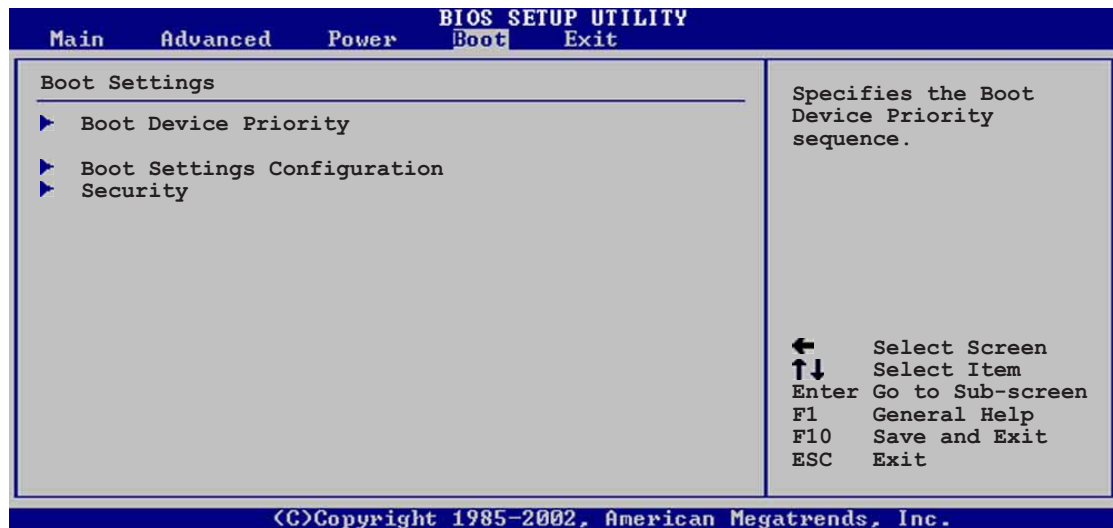 BIOS SETUP UTILITY
Main Advanced Power Boot Exit
Boot Settings
Boot Device Priority
Boot Settings Configuration
Security
Specifies the Boot
Device Priority
sequence.
← Select Screen
↑↓ Select Item
Enter Go to Sub-screen
F1 General Help
F10 Save and Exit
ESC Exit
(C)Copyright 1985-2002, American Megatrends, Inc.